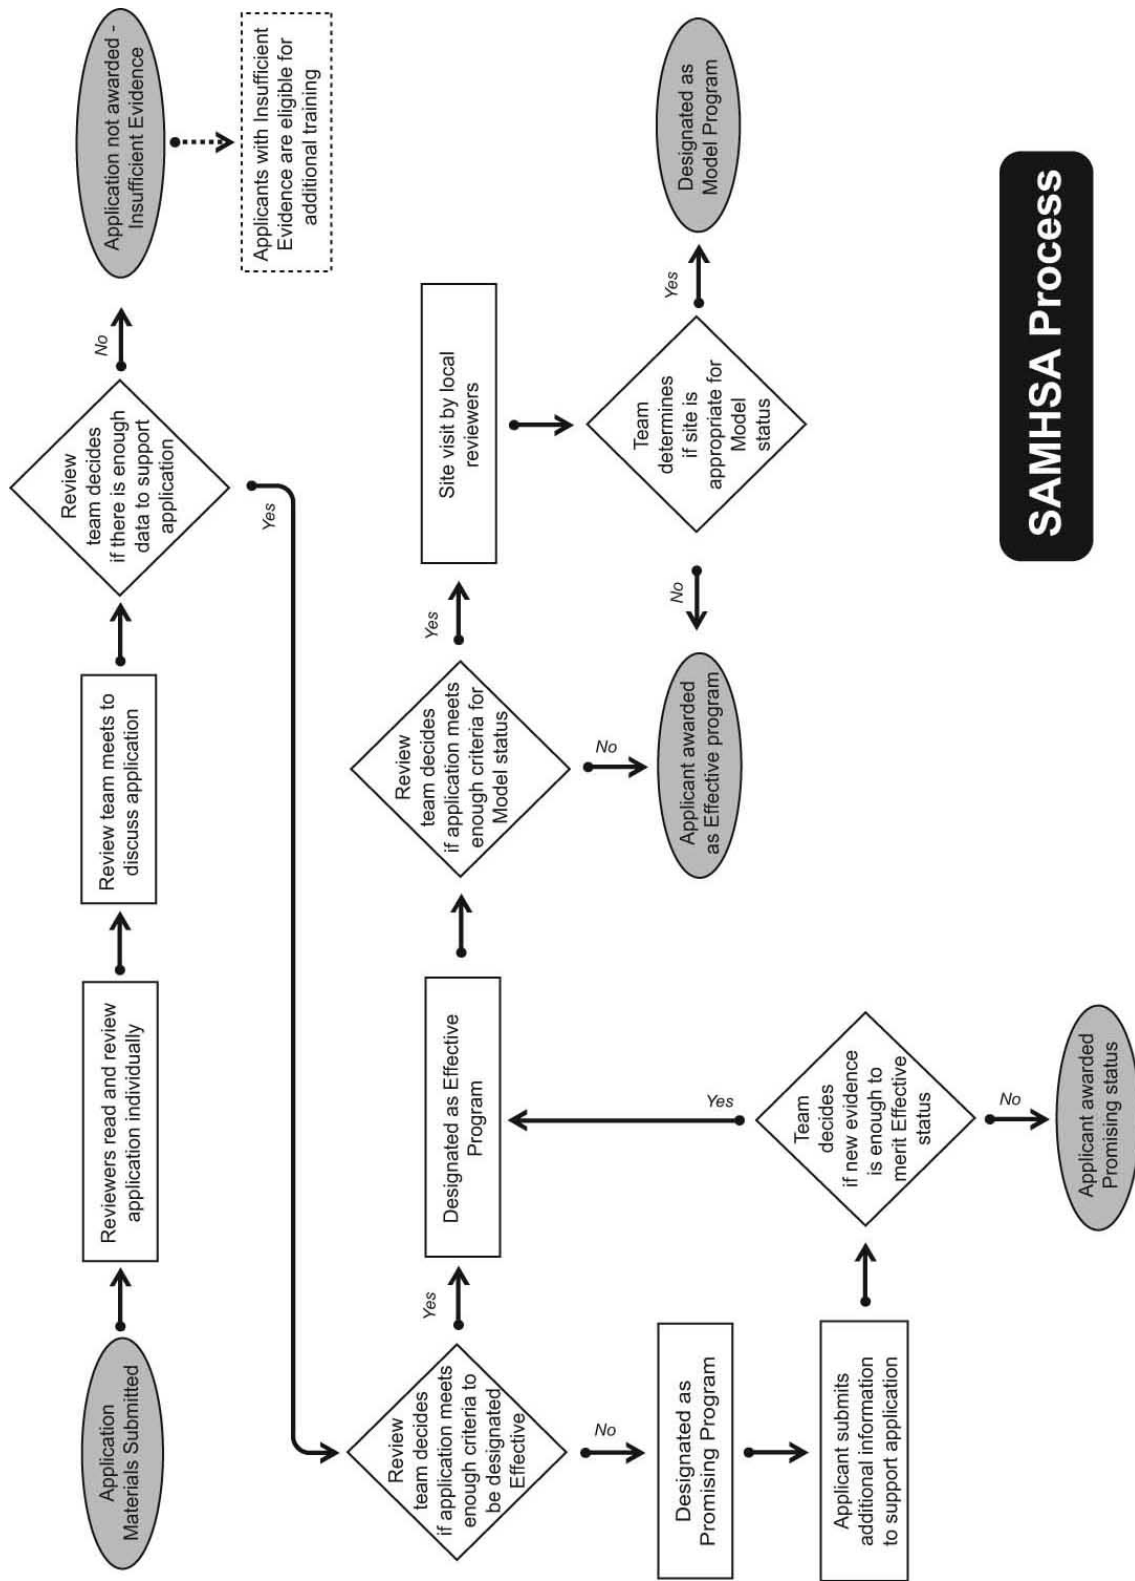 Application
Materials Submitted
Reviewers read and review
application individually
Review team meets to
discuss application
Review
team decides
if there is enough
data to support
application
No
Application not awarded -
Insufficient Evidence
Applicants with Insufficient
Evidence are eligible for
additional training
Yes
Review
team decides
if application meets
enough criteria to
be designated
Effective
Yes
Designated as Effective
Program
Review
team decides
if application meets
enough criteria for
Model status
Yes
Site visit by local
reviewers
No
Designated as
Promising Program
Applicant submits
additional information
to support application
Team
decides
if new evidence
is enough to
merit Effective
status
Yes
No
Applicant awarded
Promising status
No
Applicant awarded
as Effective program
Team
determines
if site is
appropriate for
Model
status
No
Yes
Designated as
Model Program
SAMHSA Process